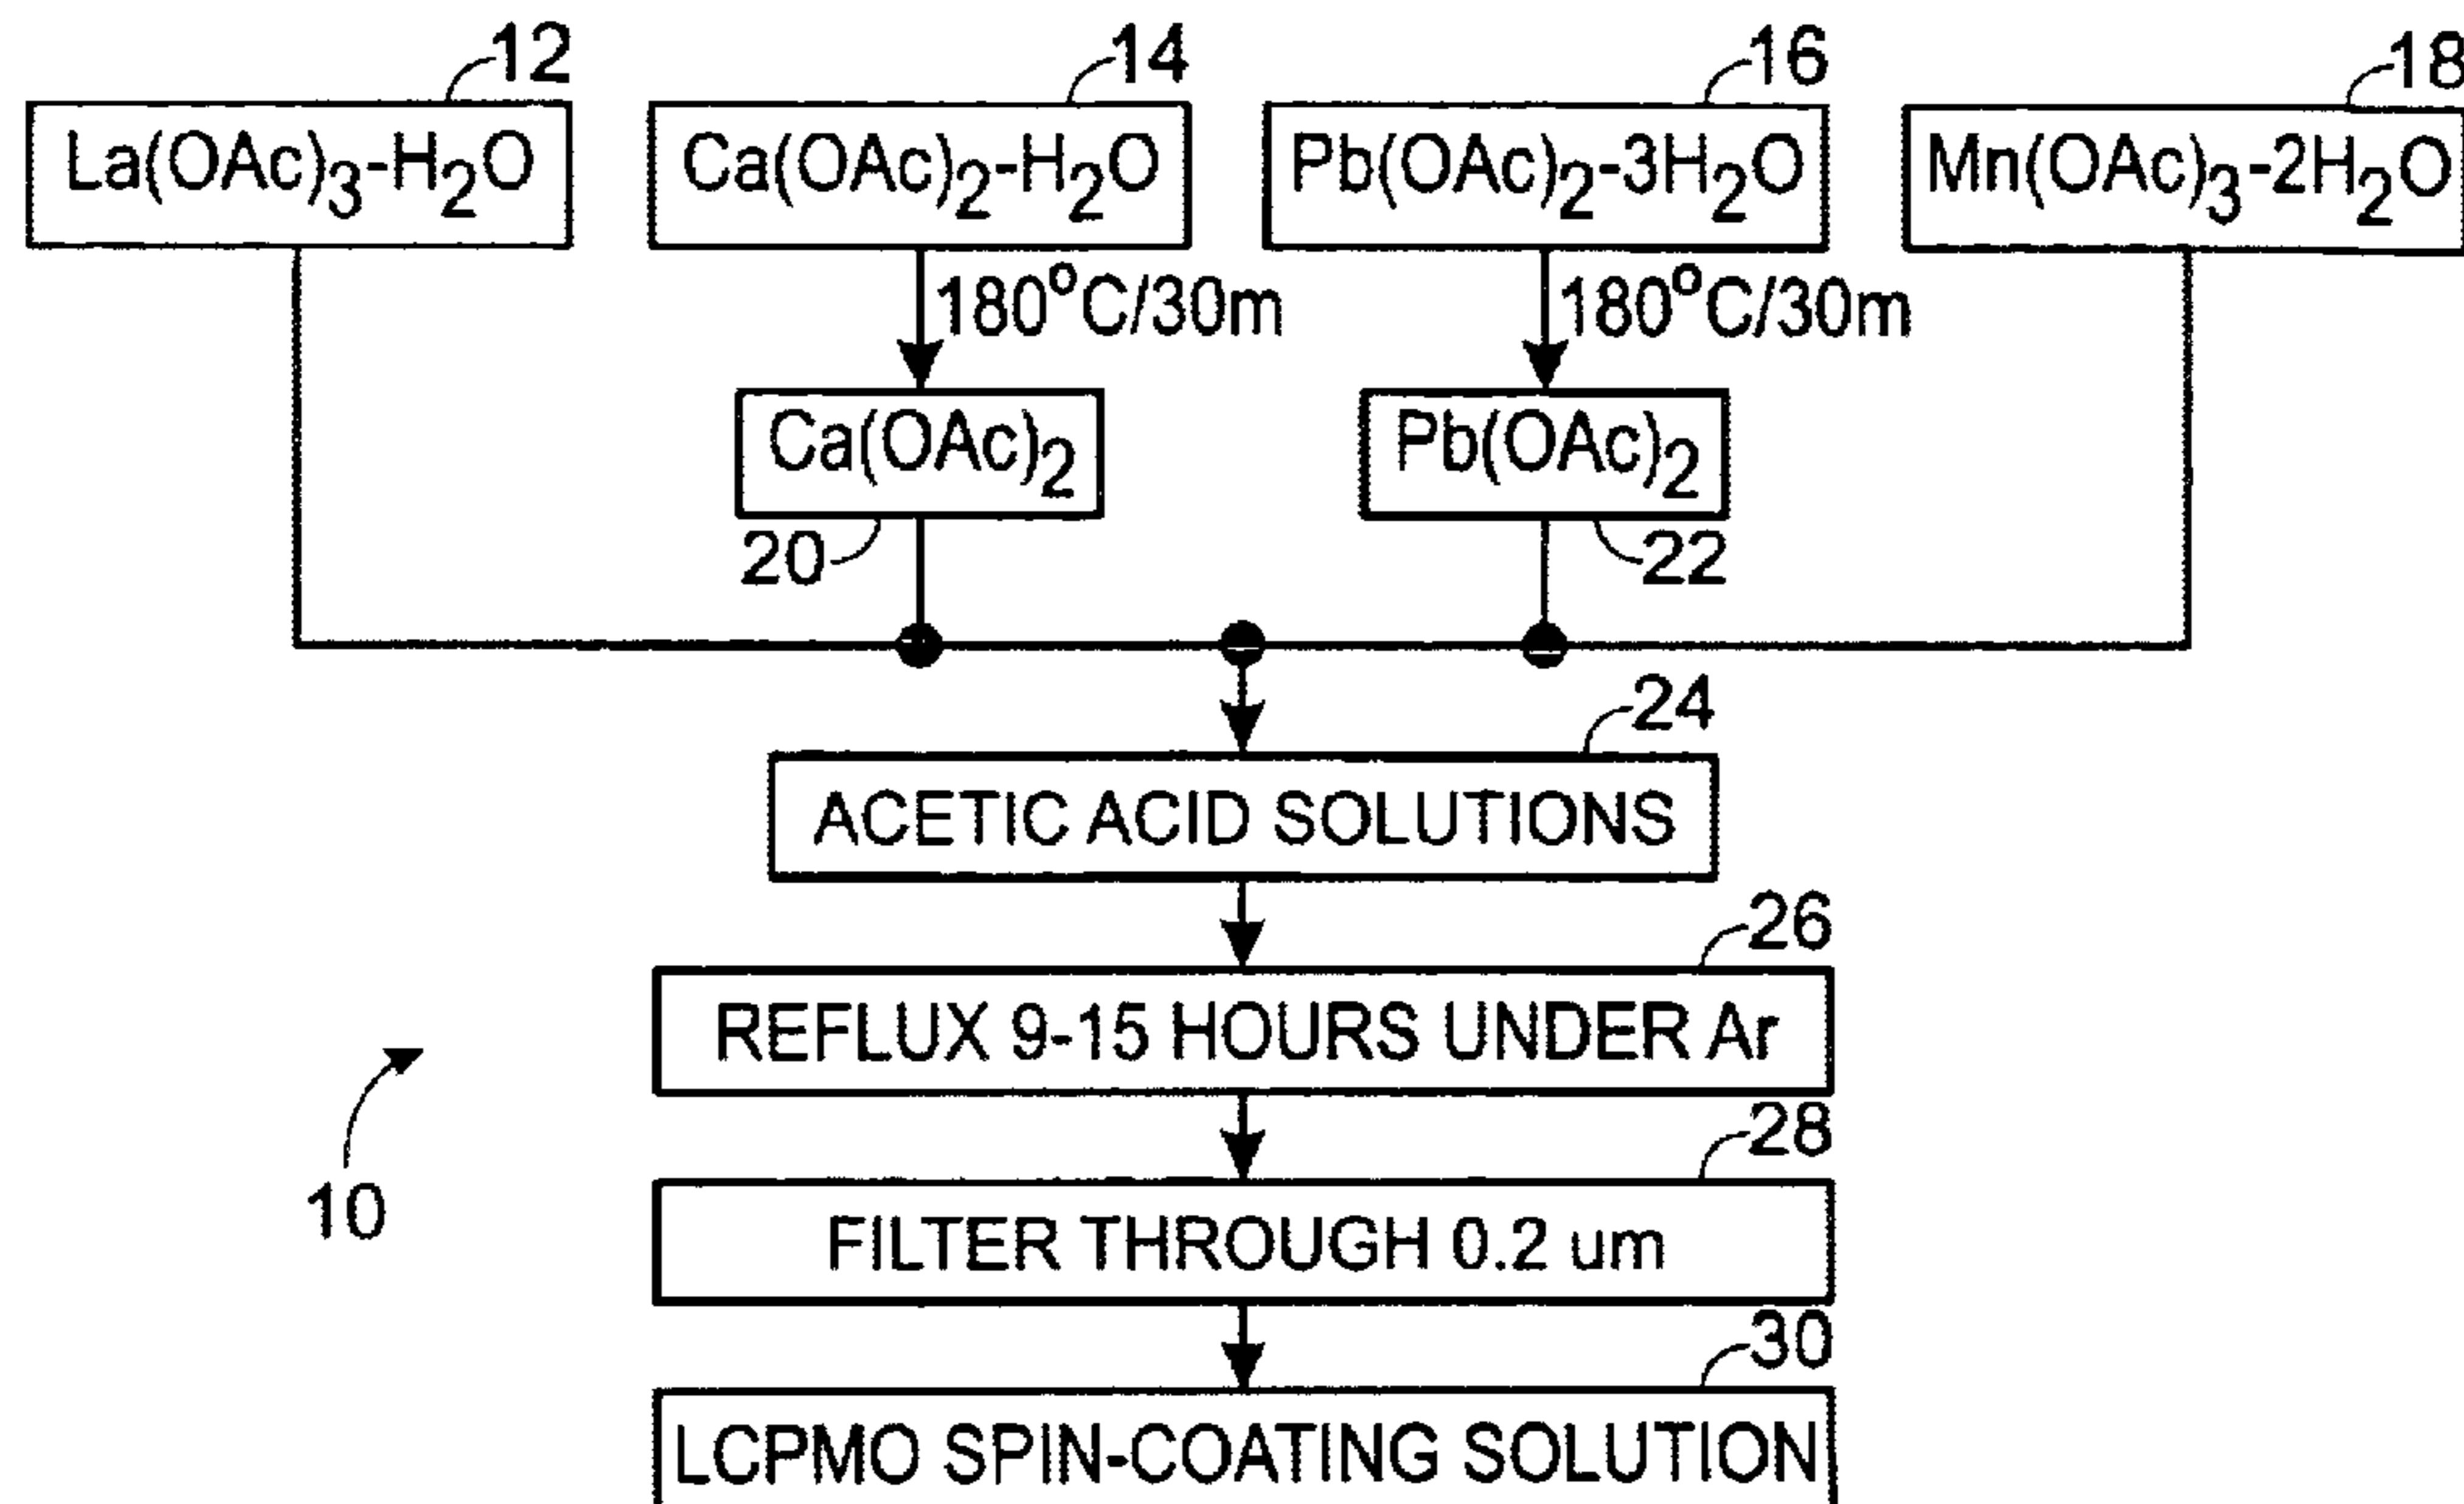 12
14
16
18
La(OAc)3-H2O
Ca(OAc)2-H2O
Pb(OAc)2-3H2O
Mn(OAc)3-2H2O
180°C/30m
180°C/30m
Ca(OAc)2
Pb(OAc)2
20
22
24
ACETIC ACID SOLUTIONS
26
REFLUX 9-15 HOURS UNDER Ar
28
10
FILTER THROUGH 0.2 um
30
LCPMO SPIN-COATING SOLUTION